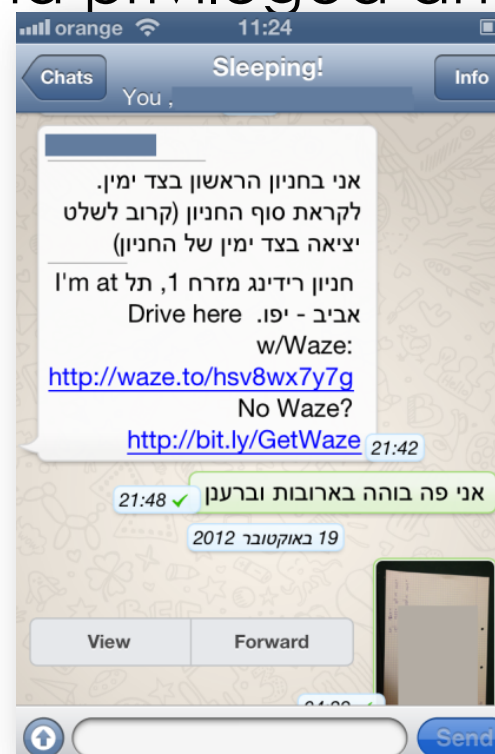 privileged
orange 11:24
Chats Sleeping! Info
You ,
אני בחניון הראשון בצד ימין.
לקראת סוף החניון (קרוב לשלט
יציאה בצד ימין של החניון)
חניון רידינג מזרח 1, תל I'm at
אביב - יפו. Drive here
w/Waze:
http://waze.to/hsv8wx7y7g
No Waze?
http://bit.ly/GetWaze 21:42
אני פה בוהה בארובות וברענן 21:48
19 באוקטובר 2012
View Forward
Send